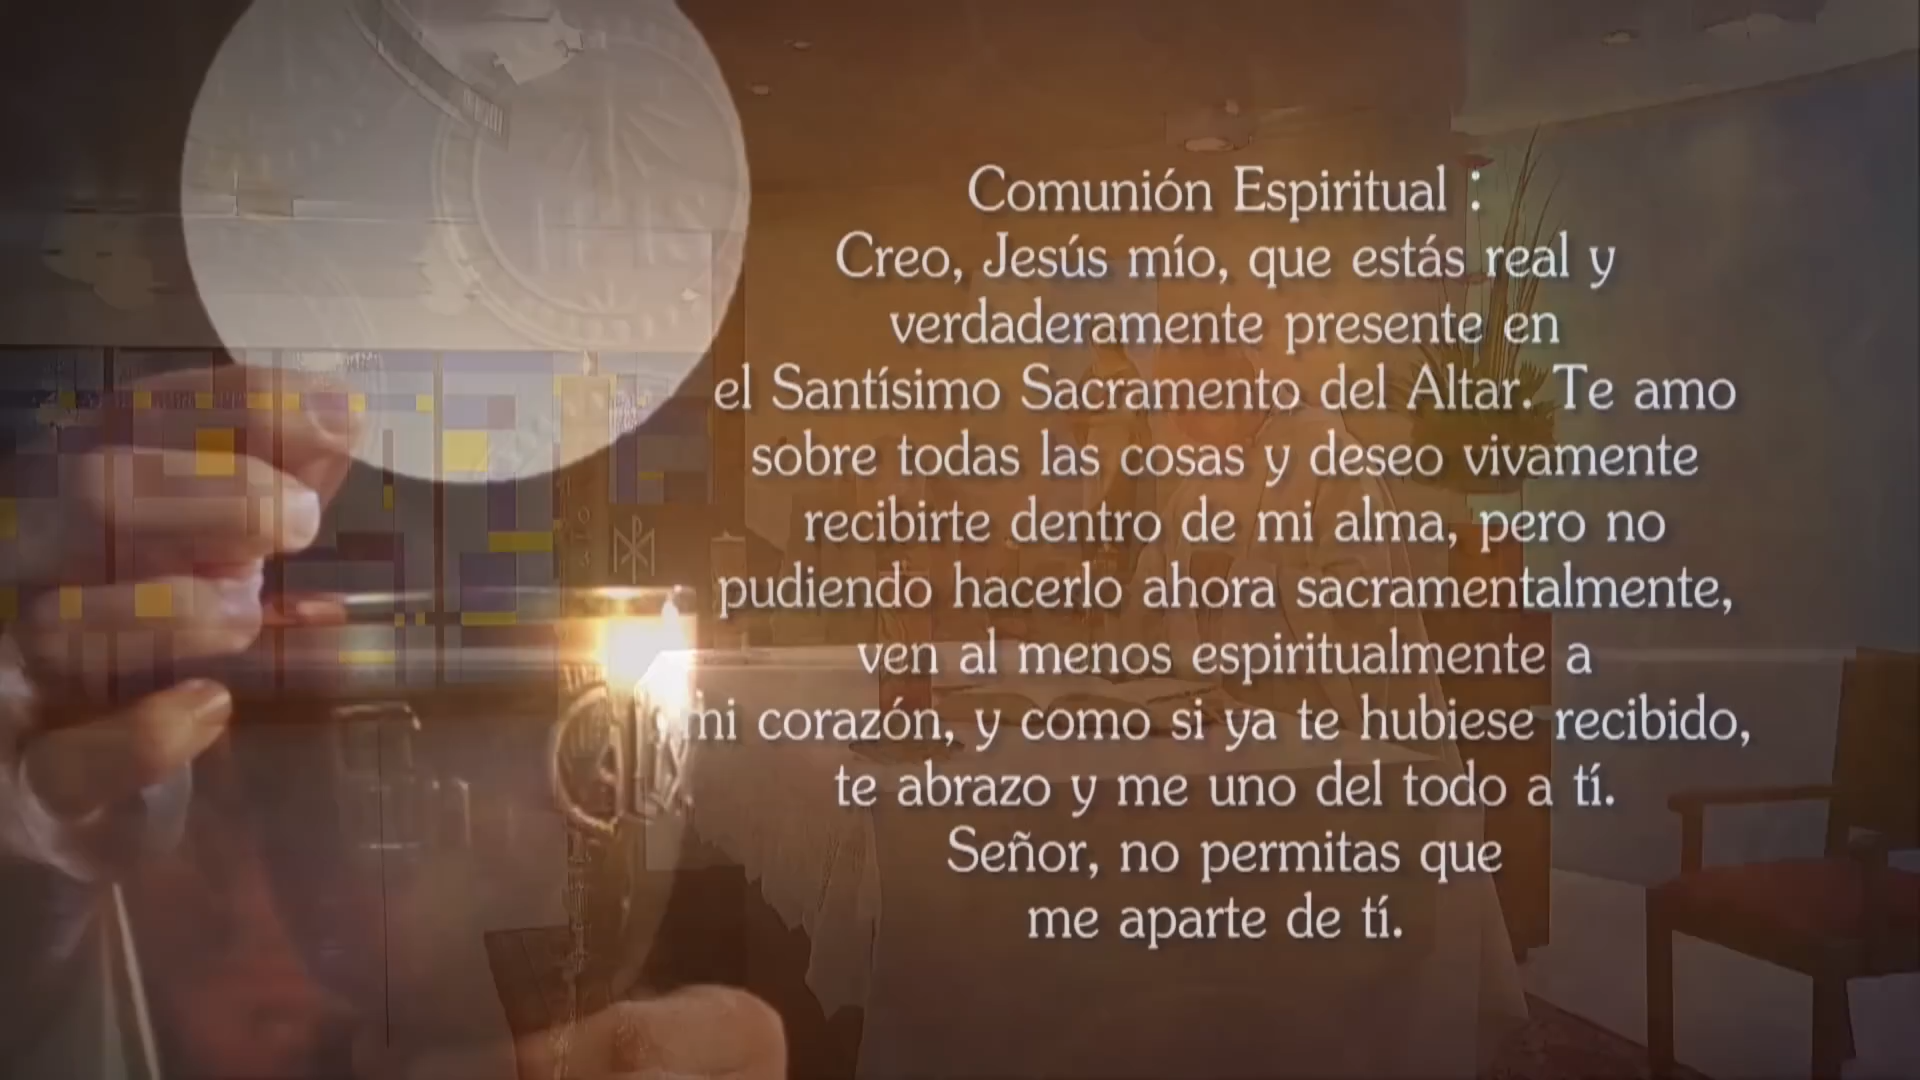 Comunión Espiritual :
Creo, Jesús mío, que estás real y
verdaderamente presente en
el Santísimo Sacramento del Altar. Te amo
sobre todas las cosas y deseo vivamente
recibirte dentro de mi alma, pero no
pudiendo hacerlo ahora sacramentalmente,
ven al menos espiritualmente a
mi corazón, y como si ya te hubiese recibido,
te abrazo y me uno del todo a tí.
Señor, no permitas que
me aparte de tí.